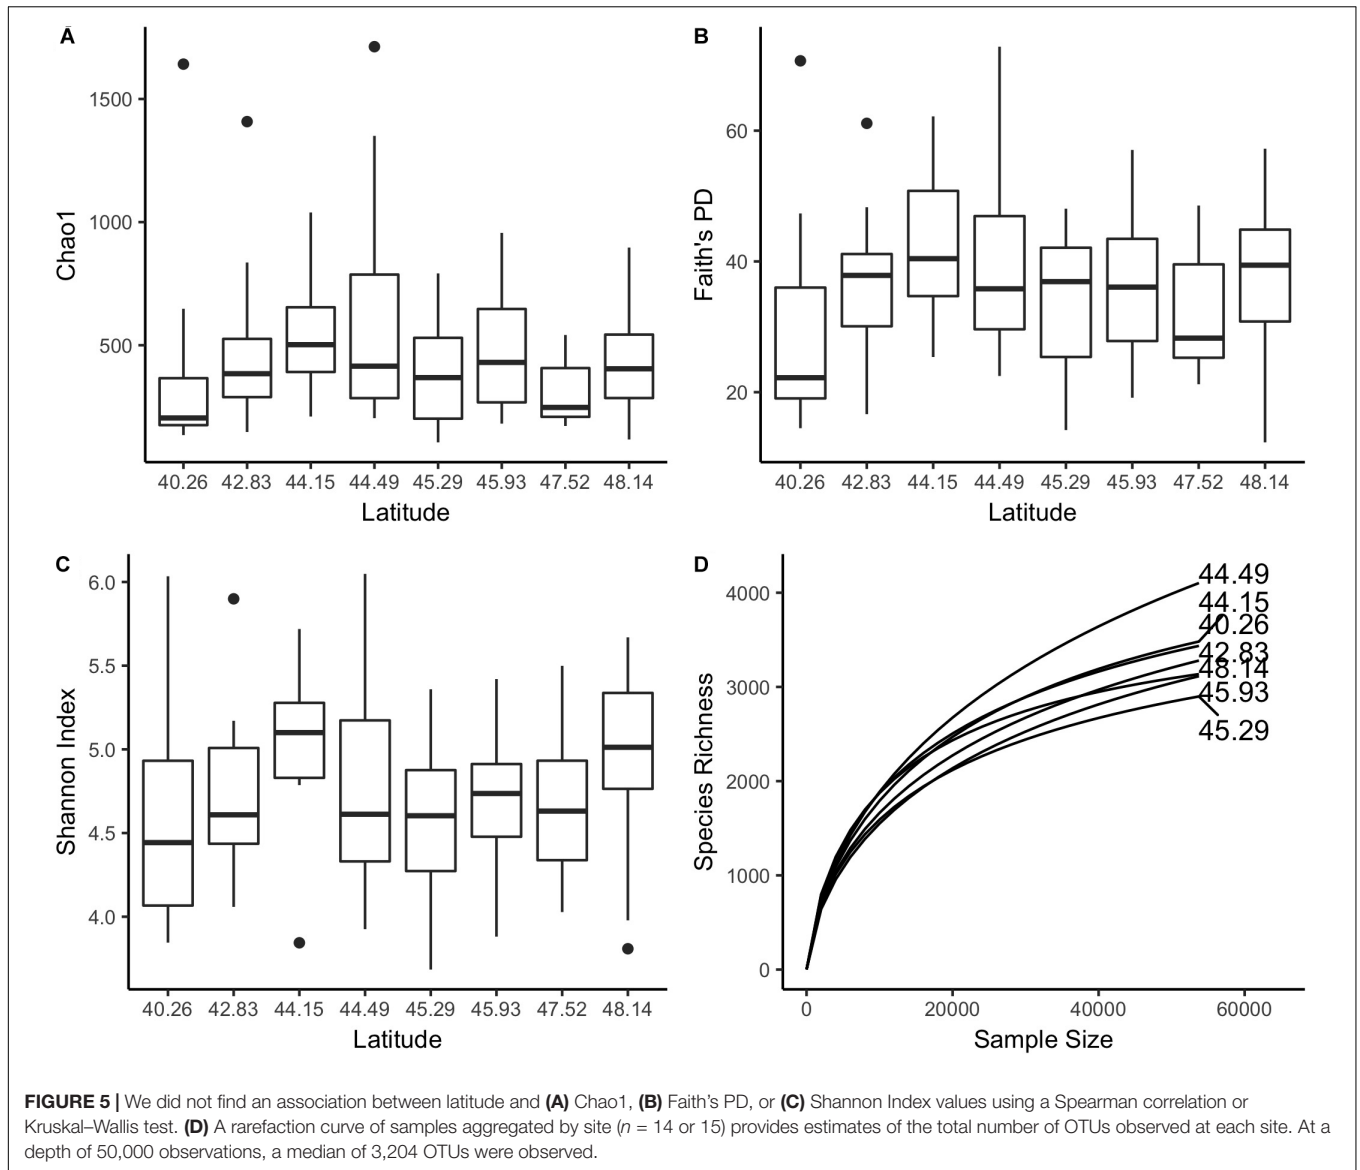 A
Chao1
1500
1000
500
40.26 42.83 44.15 44.49 45.29 45.93 47.52 48.14
Latitude
B
Faith's PD
60
40
20
40.26 42.83 44.15 44.49 45.29 45.93 47.52 48.14
Latitude
C
Shannon Index
6.0
5.5
5.0
4.5
4.0
40.26 42.83 44.15 44.49 45.29 45.93 47.52 48.14
Latitude
D
Species Richness
4000
3000
2000
1000
0
44.49
44.15
40.26
42.83
48.14
45.93
45.29
0 20000 40000 60000
Sample Size
FIGURE 5 | We did not find an association between latitude and (A) Chao1, (B) Faith's PD, or (C) Shannon Index values using a Spearman correlation or
Kruskal–Wallis test. (D) A rarefaction curve of samples aggregated by site (n = 14 or 15) provides estimates of the total number of OTUs observed at each site. At a
depth of 50,000 observations, a median of 3,204 OTUs were observed.